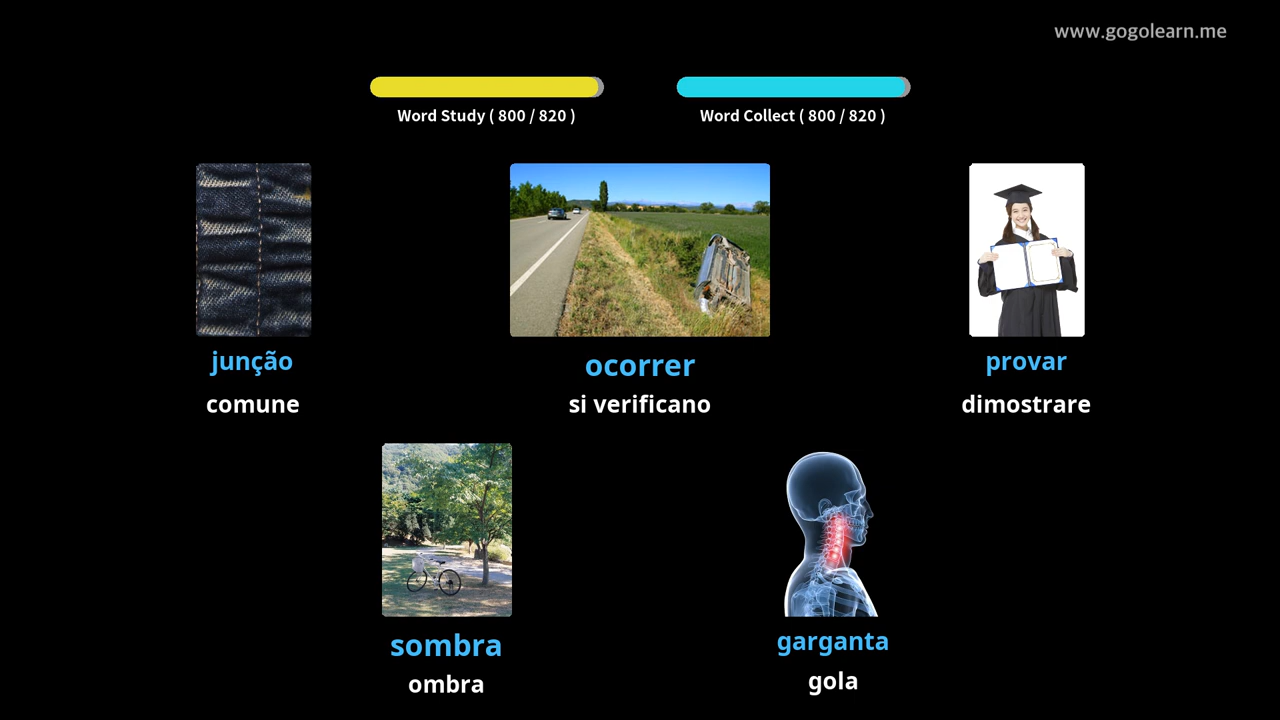 www.gogolearn.me
Word Study ( 800 / 820 )
Word Collect ( 800 / 820 )
junção
comune
ocorrer
si verificano
provar
dimostrare
sombra
ombra
garganta
gola